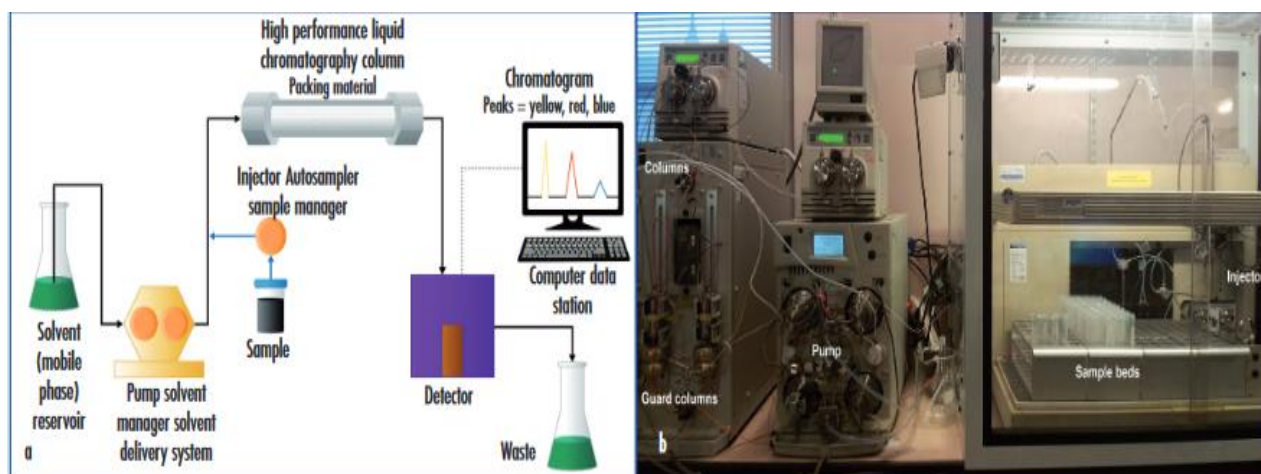 High performance liquid
chromatography column
Packing material
Chromatogram
Peaks = yellow, red, blue
Injector Autosampler
sample manager
Solvent
(mobile
phase)
reservoir
Pump solvent
manager solvent
delivery system
Sample
Detector
Computer data
station
Waste
a
Columns
Pump
Guard columns
b
Injector
Sample beds